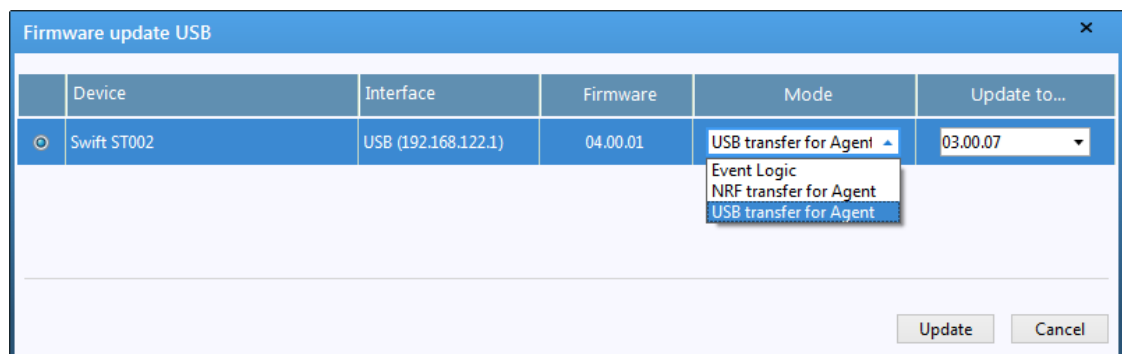 Firmware update USB
Device Interface Firmware Mode Update to...
Swift ST002 USB (192.168.122.1) 04.00.01 USB transfer for Agent 03.00.07
Event Logic
NRF transfer for Agent
USB transfer for Agent
Update Cancel